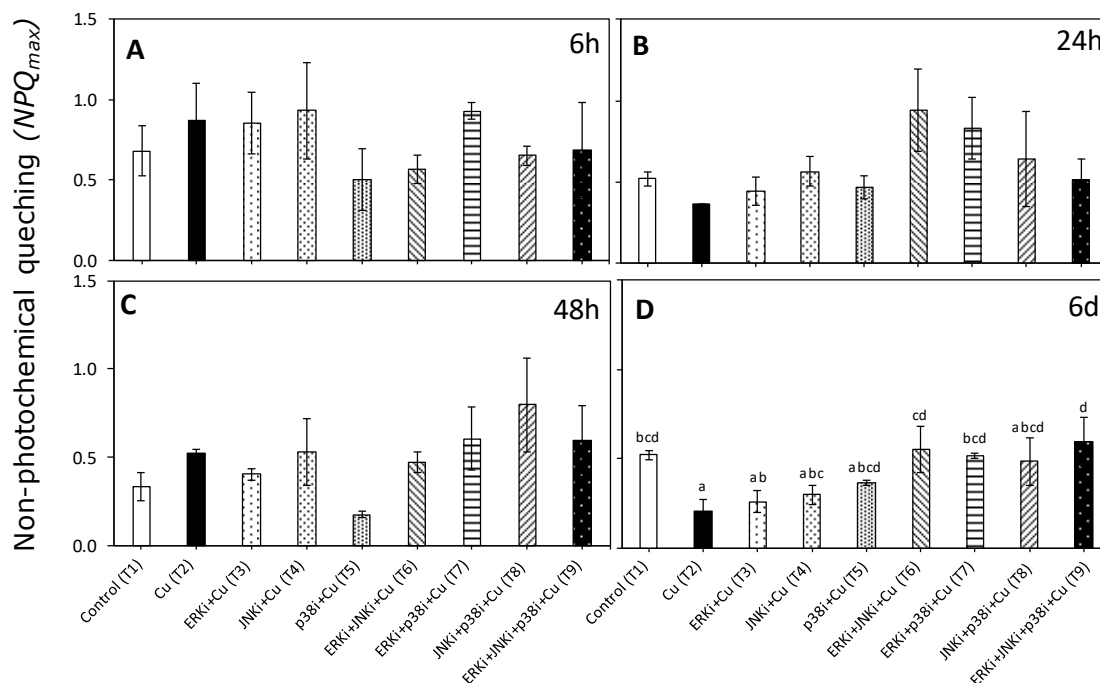 Non-photochemical queching (NPQmax)
1.5
1.0
0.5
0.0
A
6h
B
24h
1.5
1.0
0.5
0.0
C
48h
D
6d
bcd
a
ab
abc
abcd
cd
bcd
abcd
d
Control (T1)
Cu (T2)
ERKi+Cu (T3)
JNKi+Cu (T4)
p38i+Cu (T5)
ERKi+JNKi+Cu (T6)
ERKi+p38i+Cu (T7)
JNKi+p38i+Cu (T8)
ERKi+JNKi+p38i+Cu (T9)
Control (T1)
Cu (T2)
ERKi+Cu (T3)
JNKi+Cu (T4)
p38i+Cu (T5)
ERKi+JNKi+Cu (T6)
ERKi+p38i+Cu (T7)
JNKi+p38i+Cu (T8)
ERKi+JNKi+p38i+Cu (T9)